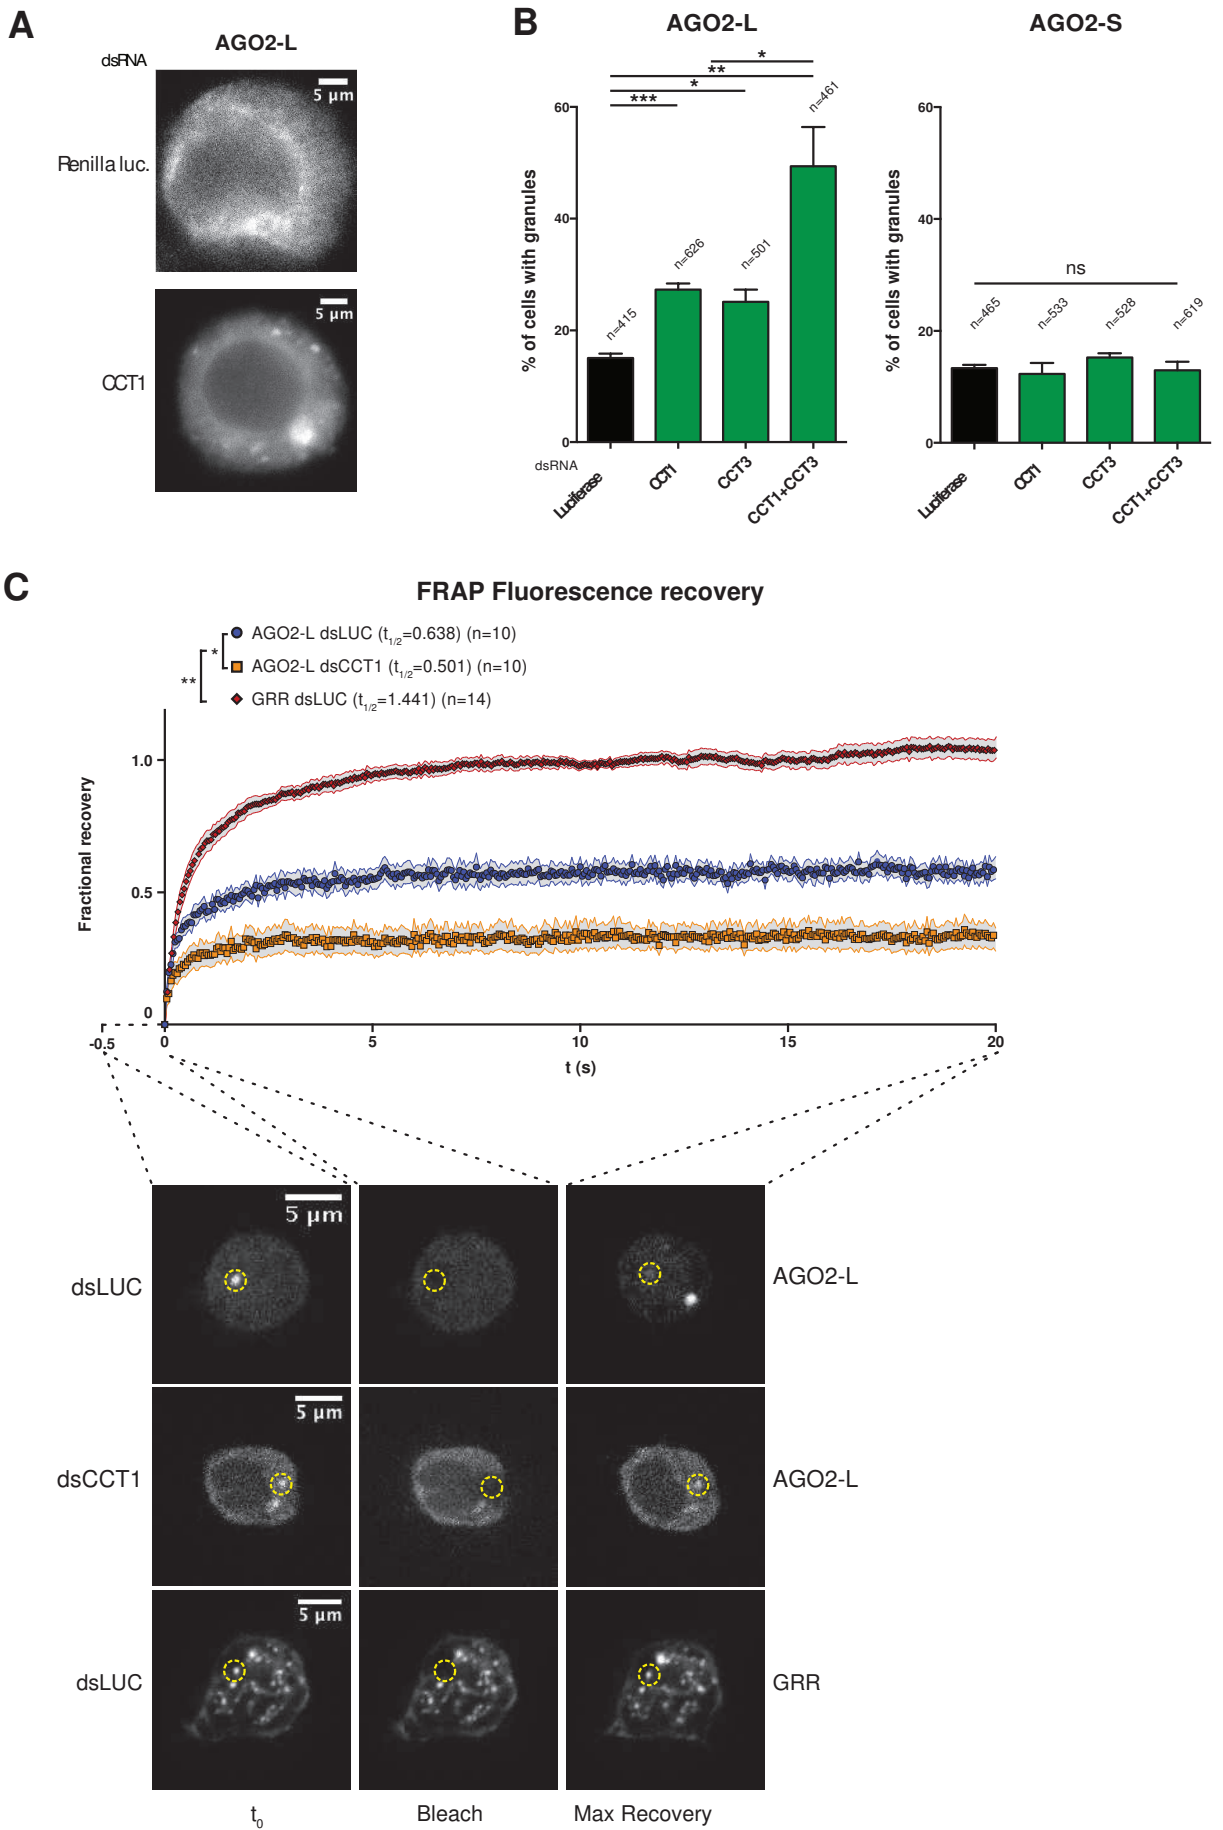 A
AGO2-L
dsRNA
5 µm
Renilla luc.
5 µm
CCT1
B
AGO2-L
AGO2-S
*
**
*
***
n=415
n=626
n=501
n=461
% of cells with granules
60
40
20
0
dsRNA
Luciferase
CCT1
CCT3
CCT1+CCT3
% of cells with granules
60
40
20
0
ns
n=465
n=533
n=528
n=619
Luciferase
CCT1
CCT3
CCT1+CCT3
C
FRAP Fluorescence recovery
AGO2-L dsLUC (t1/2=0.638) (n=10)
*
AGO2-L dsCCT1 (t1/2=0.501) (n=10)
**
GRR dsLUC (t1/2=1.441) (n=14)
Fractional recovery
1.0
0.5
0
-0.5
0
5
10
15
20
t (s)
5 µm
dsLUC
AGO2-L
5 µm
dsCCT1
AGO2-L
5 µm
dsLUC
GRR
t0
Bleach
Max Recovery